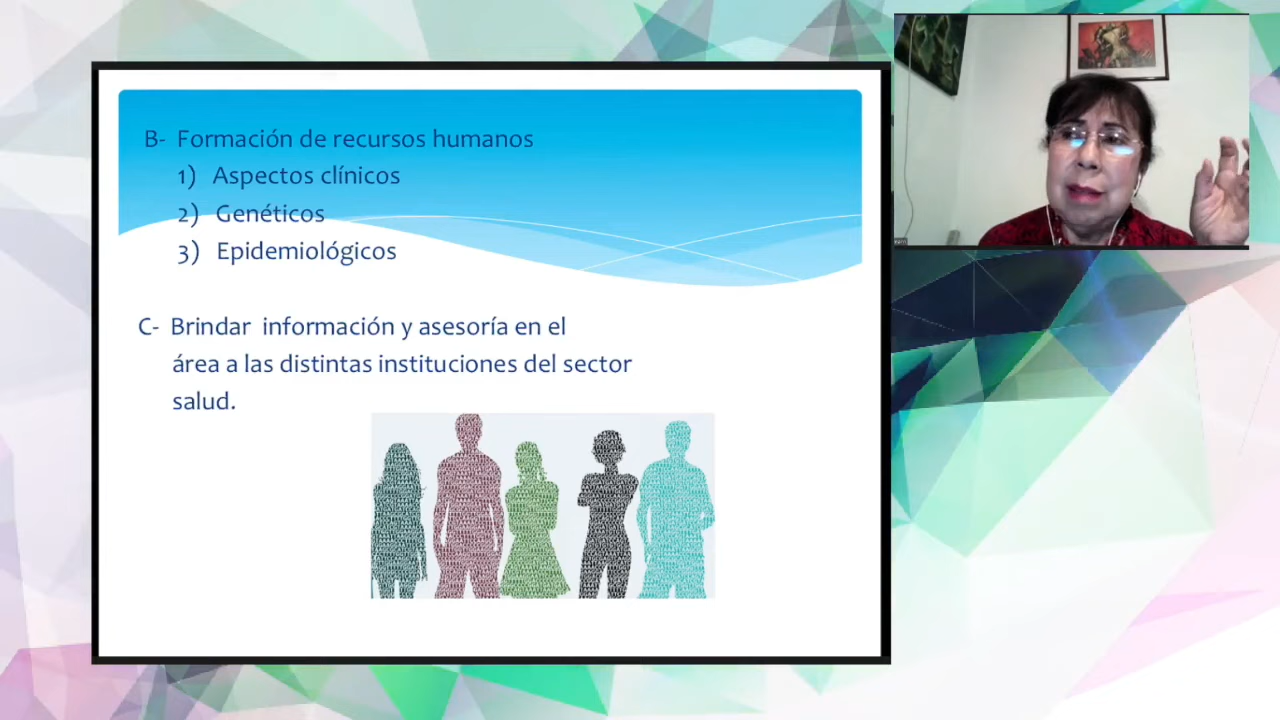 B- Formación de recursos humanos
1) Aspectos clínicos
2) Genéticos
3) Epidemiológicos
C- Brindar información y asesoría en el
área a las distintas instituciones del sector
salud.